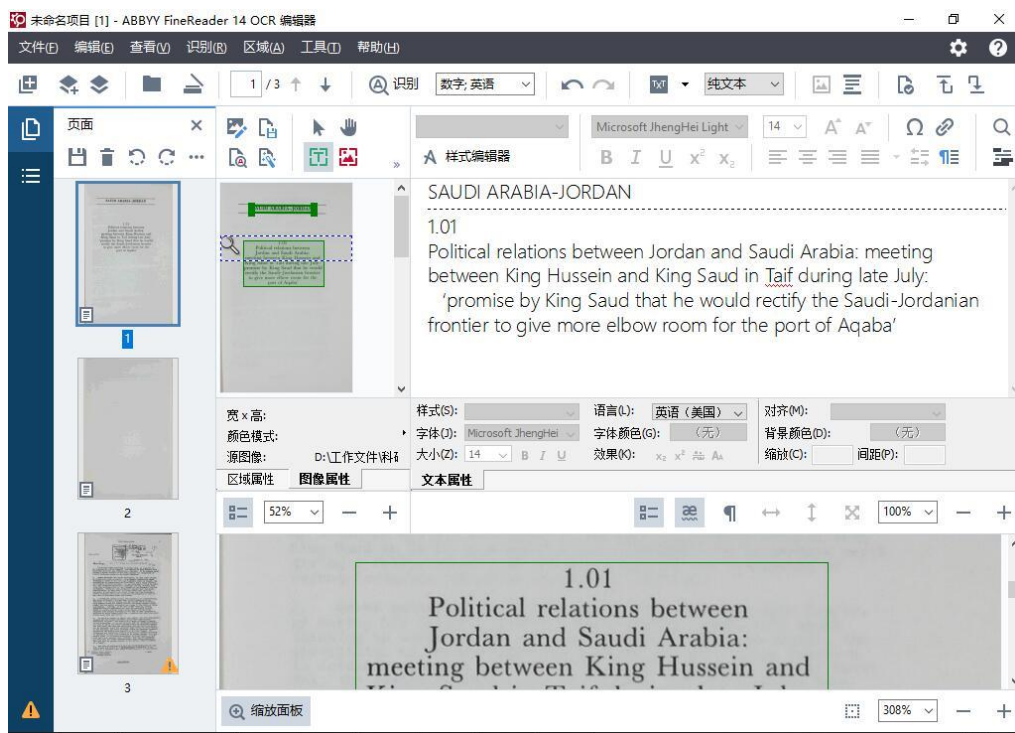 未命名项目 [1] - ABBYY FineReader 14 OCR 编辑器
文件(F) 编辑(E) 查看(V) 识别(R) 区域(A) 工具(T) 帮助(H)
1 /3 识别 数字; 英语 TXT 纯文本
页面
Microsoft JhengHei Light 14
样式编辑器 B I U x² x₂
SAUDI ARABIA-JORDAN
1.01
Political relations between Jordan and Saudi Arabia: meeting
between King Hussein and King Saud in Taif during late July:
‘promise by King Saud that he would rectify the Saudi-Jordanian
frontier to give more elbow room for the port of Aqaba’
1
2
3
宽 x 高:
颜色模式:
源图像: D:\工作文件\科
区域属性 图像属性
样式(S): 语言(L): 英语（美国） 对齐(M):
字体(J): Microsoft JhengHei 字体颜色(G): （无） 背景颜色(D): （无）
大小(Z): 14 B I U 效果(K): x₂ x² 缩放(C): 间距(P):
文本属性
52%
100%
1.01
Political relations between
Jordan and Saudi Arabia:
meeting between King Hussein and
缩放面板
308%